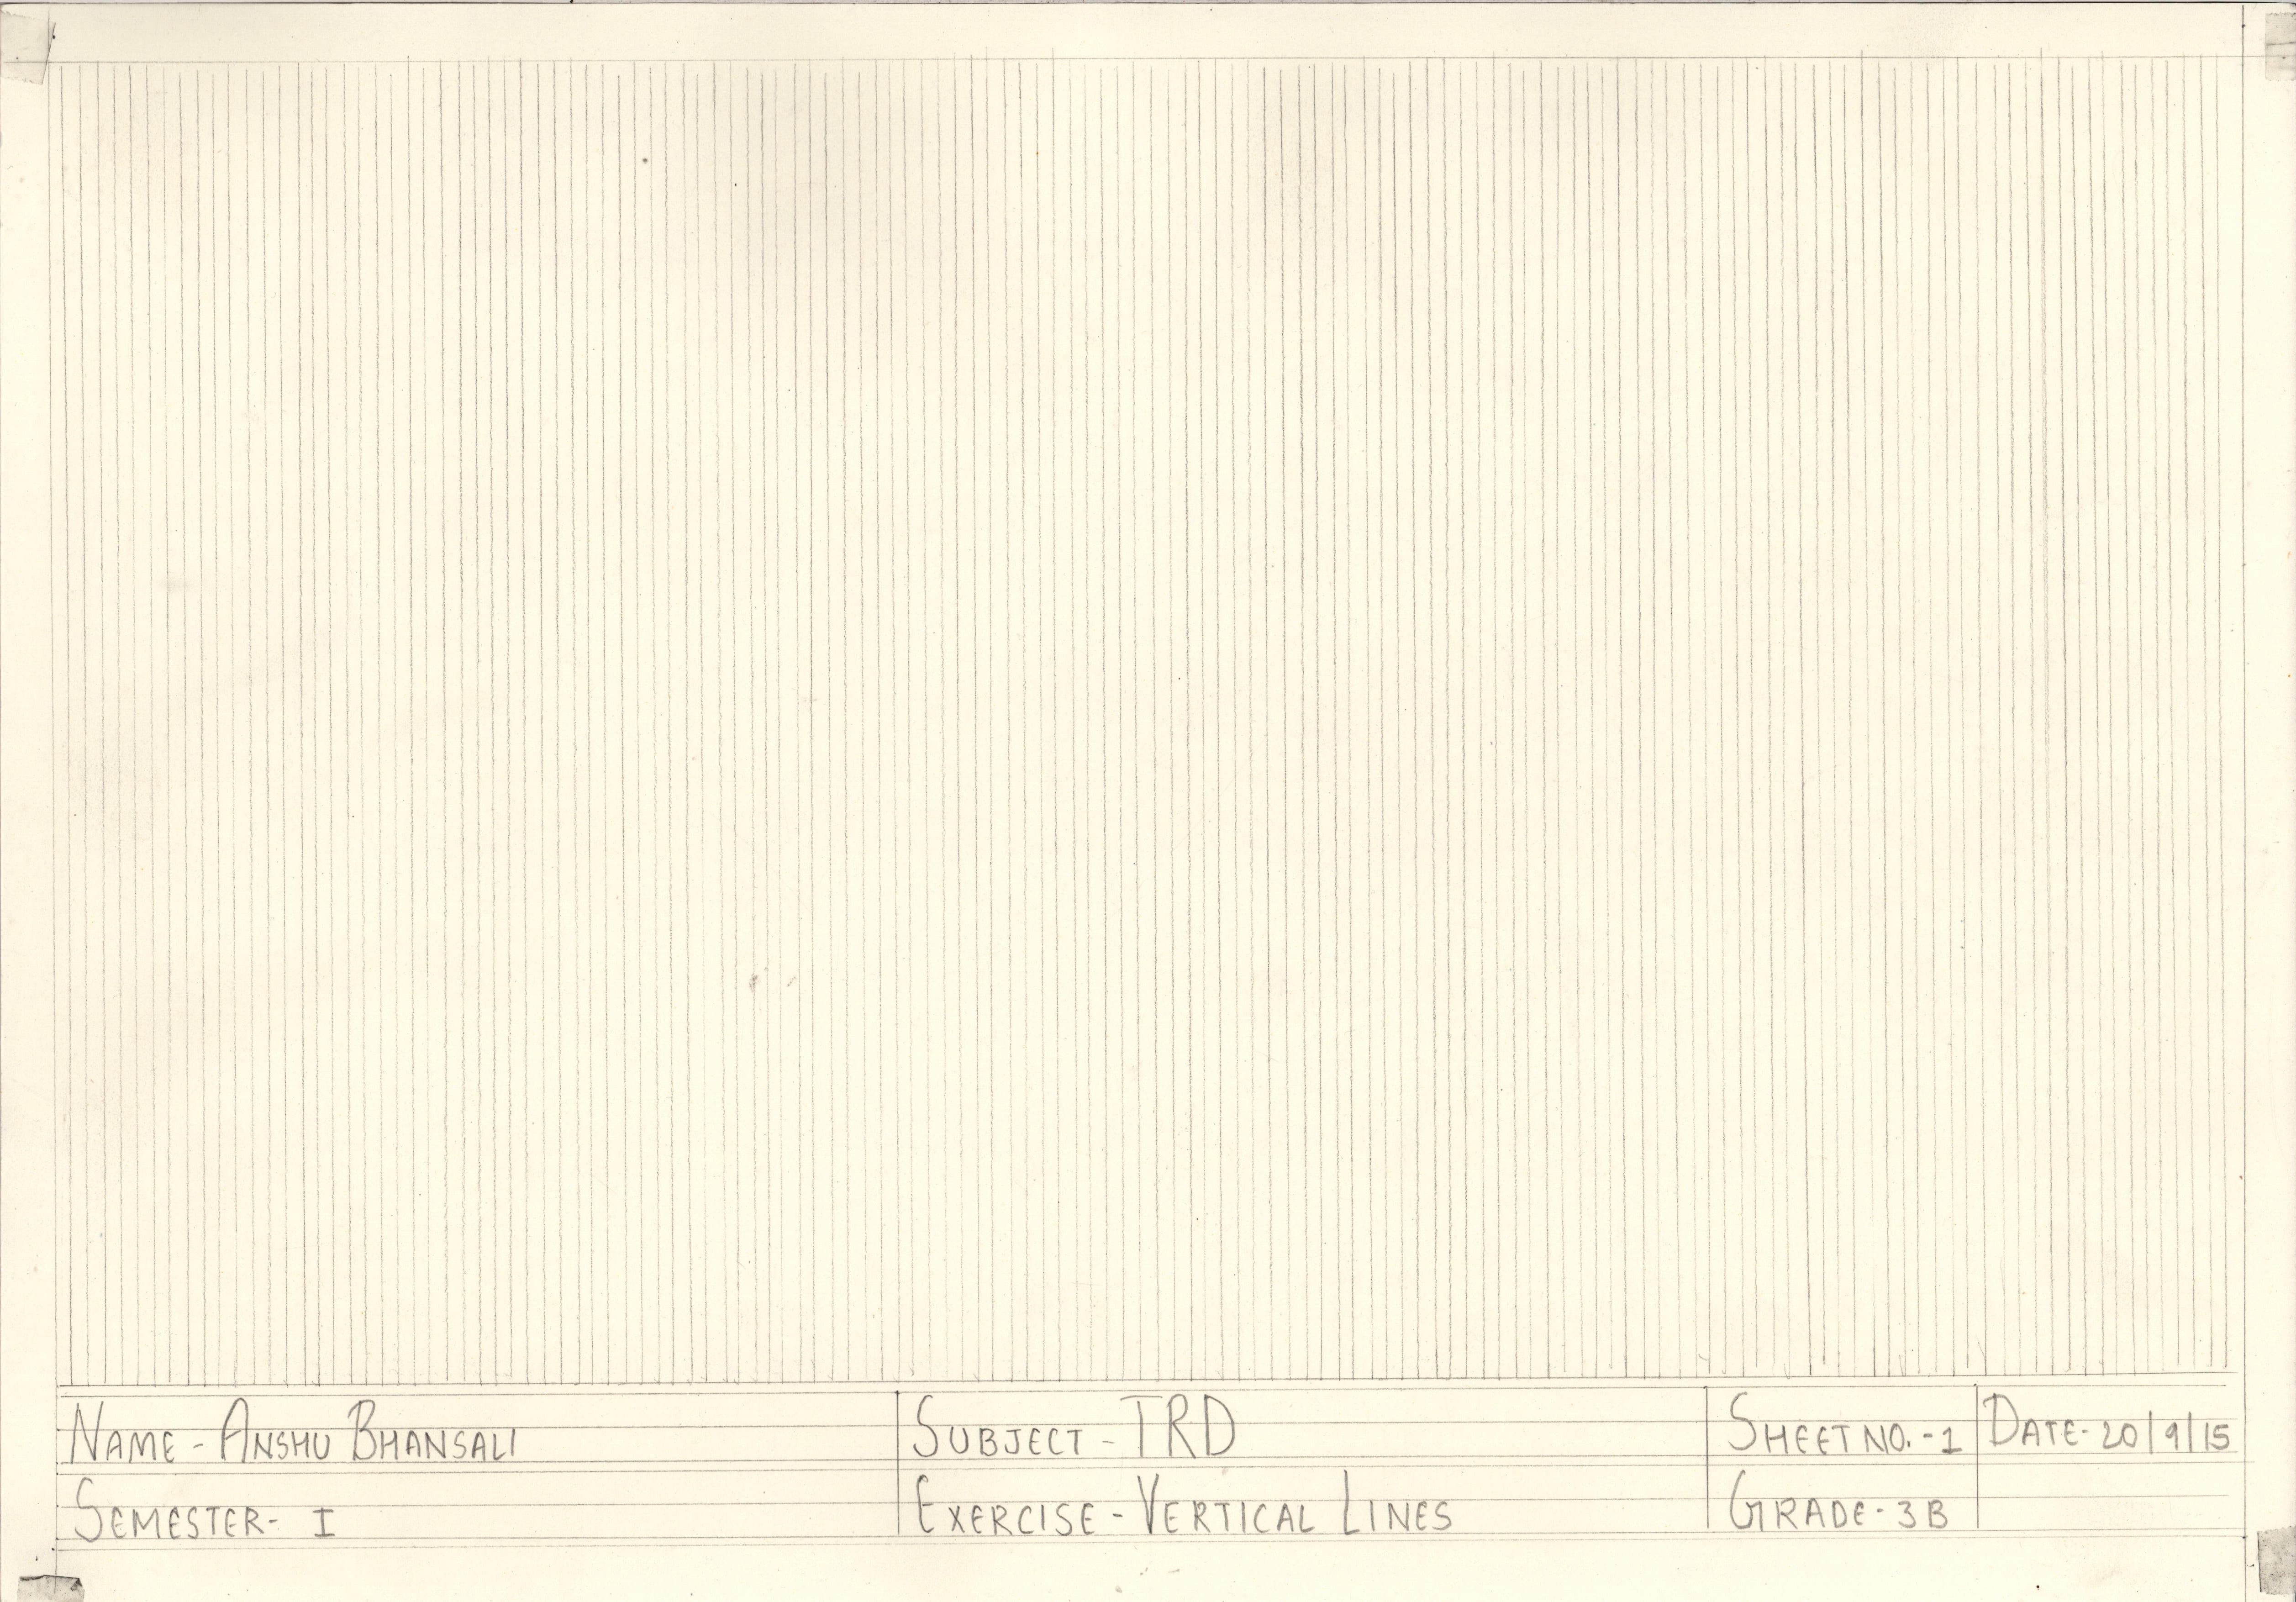 NAME - ANSHU BHANSALI
SUBJECT - TRD
SHEET NO. - 1
DATE - 20/9/15
SEMESTER - I
EXERCISE - VERTICAL LINES
GRADE - 3B